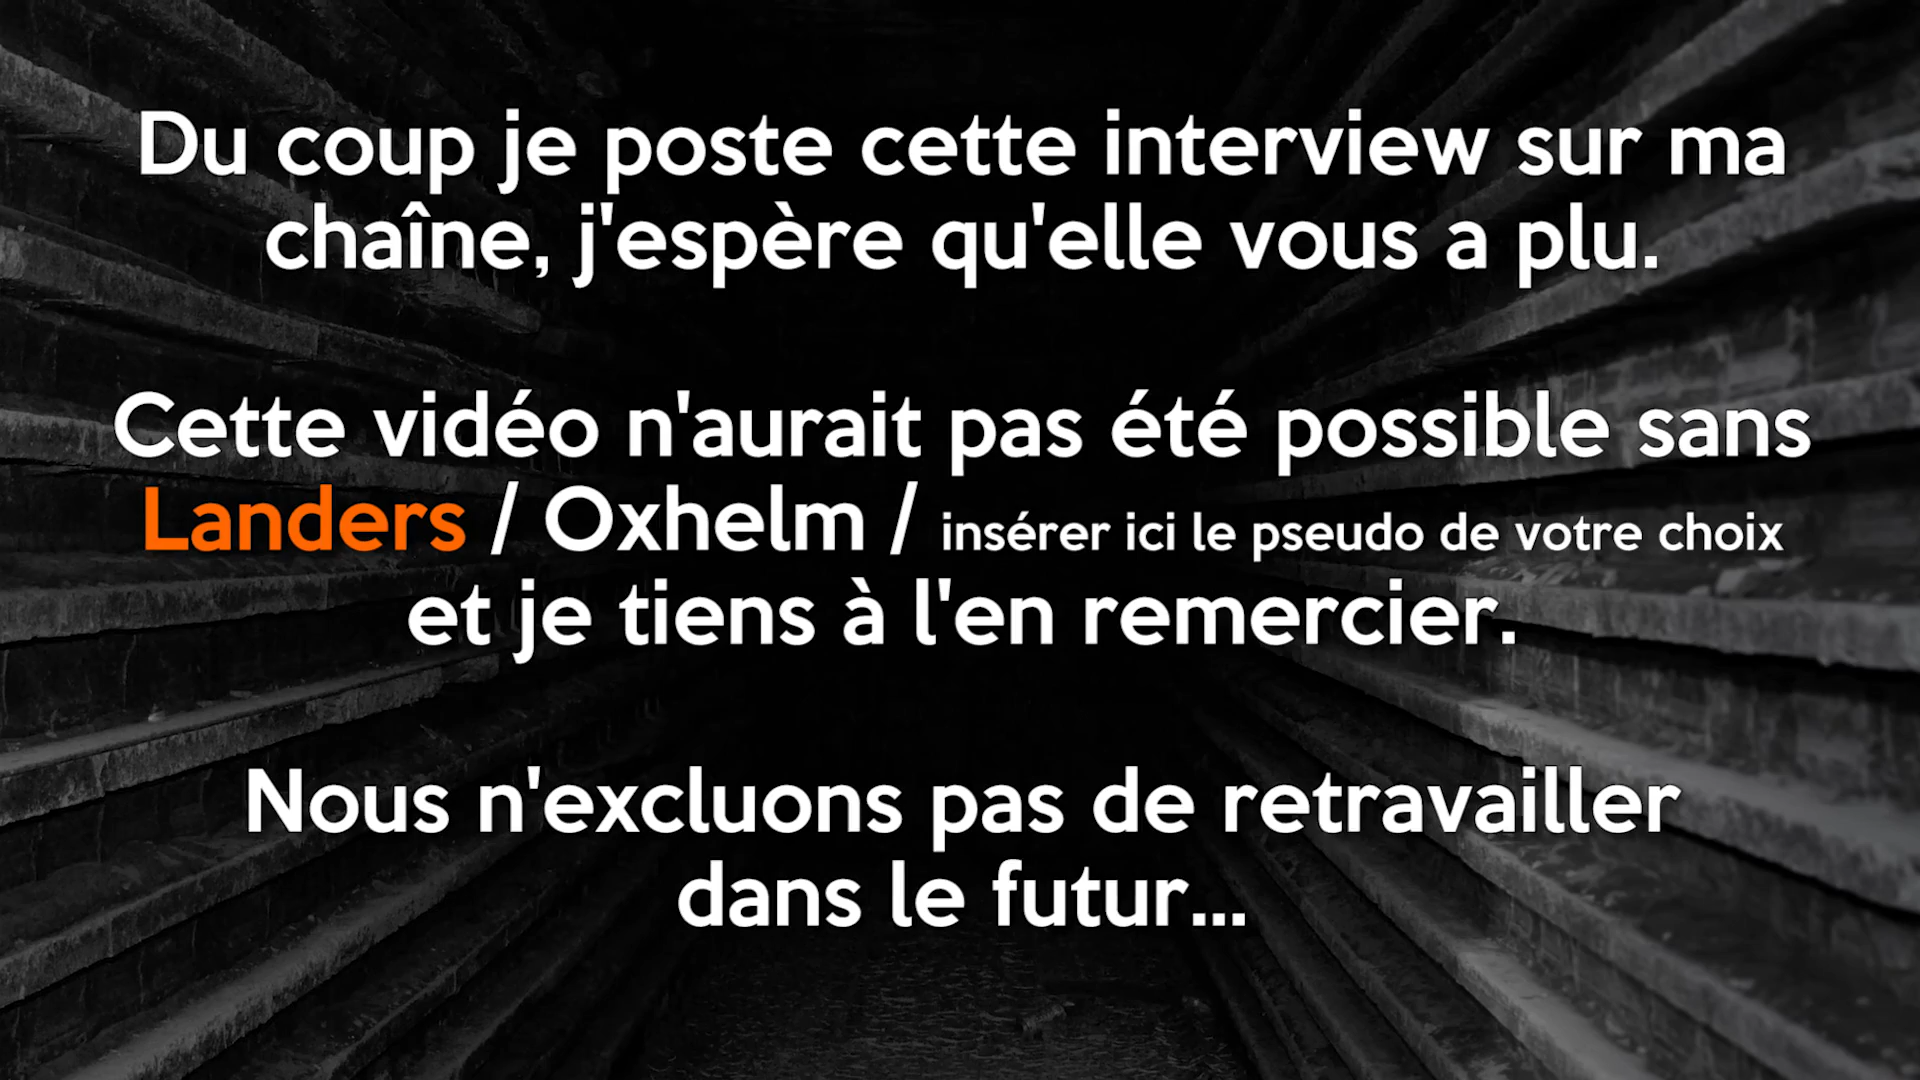 Du coup je poste cette interview sur ma
chaîne, j'espère qu'elle vous a plu.
Cette vidéo n'aurait pas été possible sans
Landers / Oxhelm / insérer ici le pseudo de votre choix
et je tiens à l'en remercier.
Nous n'excluons pas de retravailler
dans le futur...